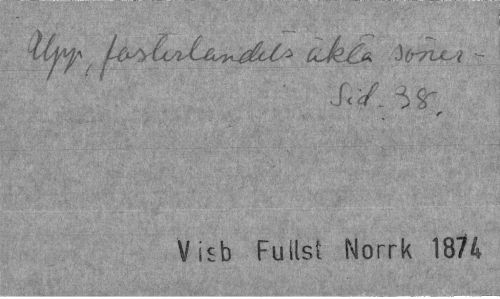 Upp, fosterlandets äkta söner -
Sid. 38.
Visb Fullst Norrk 1874